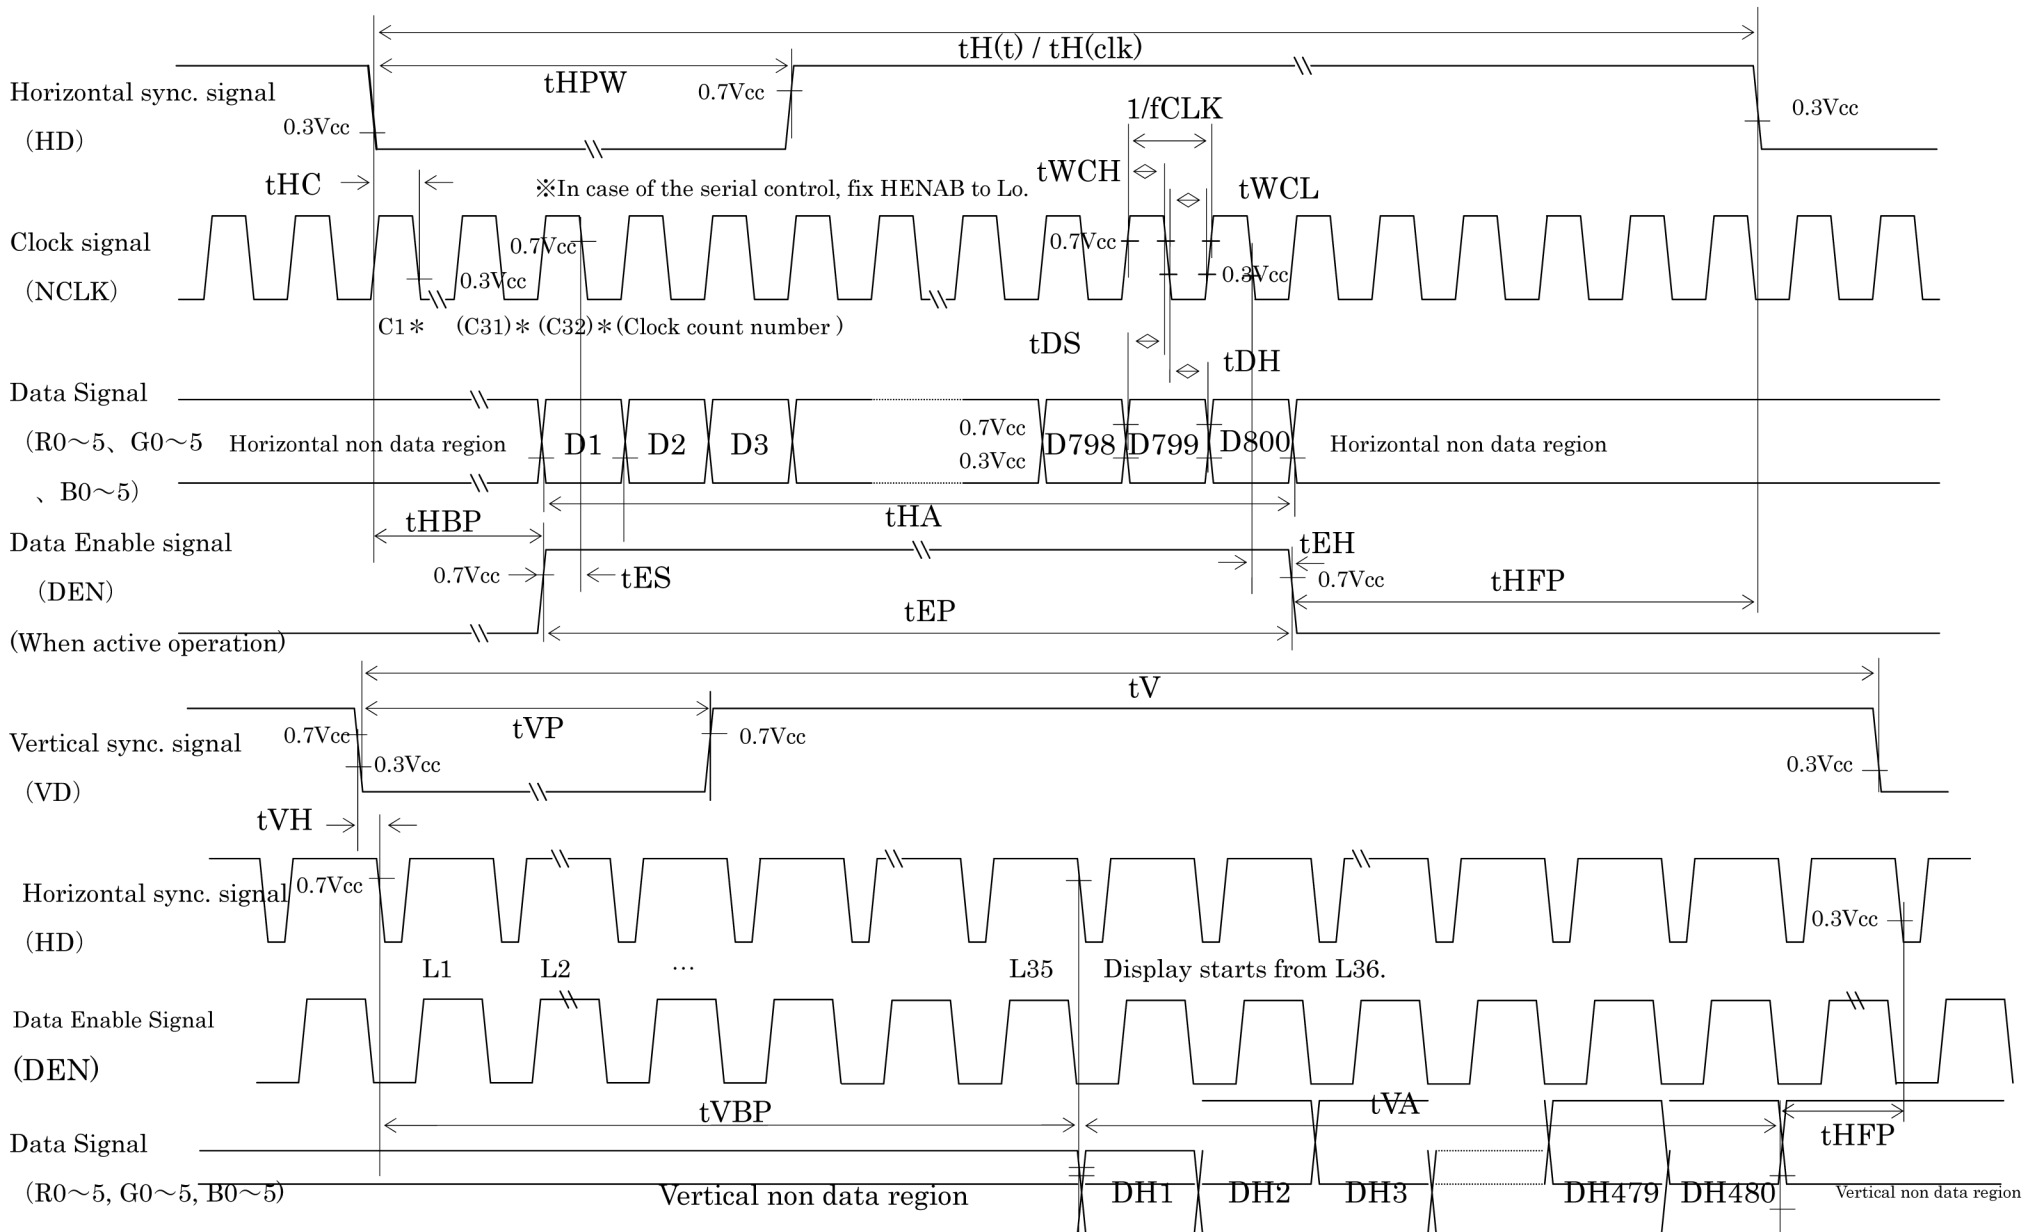 tH(t) / tH(clk)
tHPW
0.7Vcc
Horizontal sync. signal
（HD）
0.3Vcc
0.3Vcc
1/fCLK
tHC
※In case of the serial control, fix HENAB to Lo.
tWCH
tWCL
Clock signal
（NCLK）
0.7Vcc
0.3Vcc
0.7Vcc
0.3Vcc
C1＊ (C31)＊ (C32)＊ (Clock count number )
tDS
tDH
Data Signal
（R0～5、G0～5
、B0～5）
Horizontal non data region
D1 D2 D3
0.7Vcc
0.3Vcc
D798 D799 D800
Horizontal non data region
tHBP
tHA
Data Enable signal
（DEN）
(When active operation)
0.7Vcc
tES
tEH
0.7Vcc
tHFP
tEP
tV
tVP
Vertical sync. signal
（VD）
0.7Vcc
0.3Vcc
0.7Vcc
0.3Vcc
tVH
Horizontal sync. signal
（HD）
0.7Vcc
0.3Vcc
L1 L2 … L35 Display starts from L36.
Data Enable Signal
(DEN)
tVBP
tVA
tHFP
Data Signal
（R0～5, G0～5, B0～5）
Vertical non data region
DH1 DH2 DH3 DH479 DH480
Vertical non data region